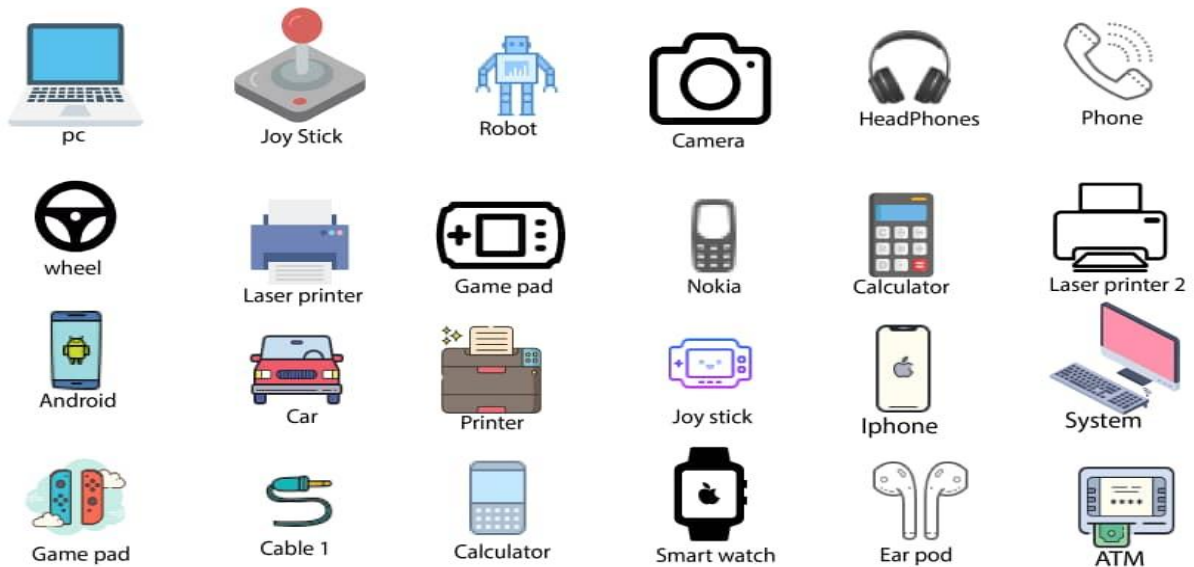 pc
Joy Stick
Robot
Camera
HeadPhones
Phone
wheel
Laser printer
Game pad
Nokia
Calculator
Laser printer 2
Android
Car
Printer
Joy stick
Iphone
System
Game pad
Cable 1
Calculator
Smart watch
Ear pod
ATM